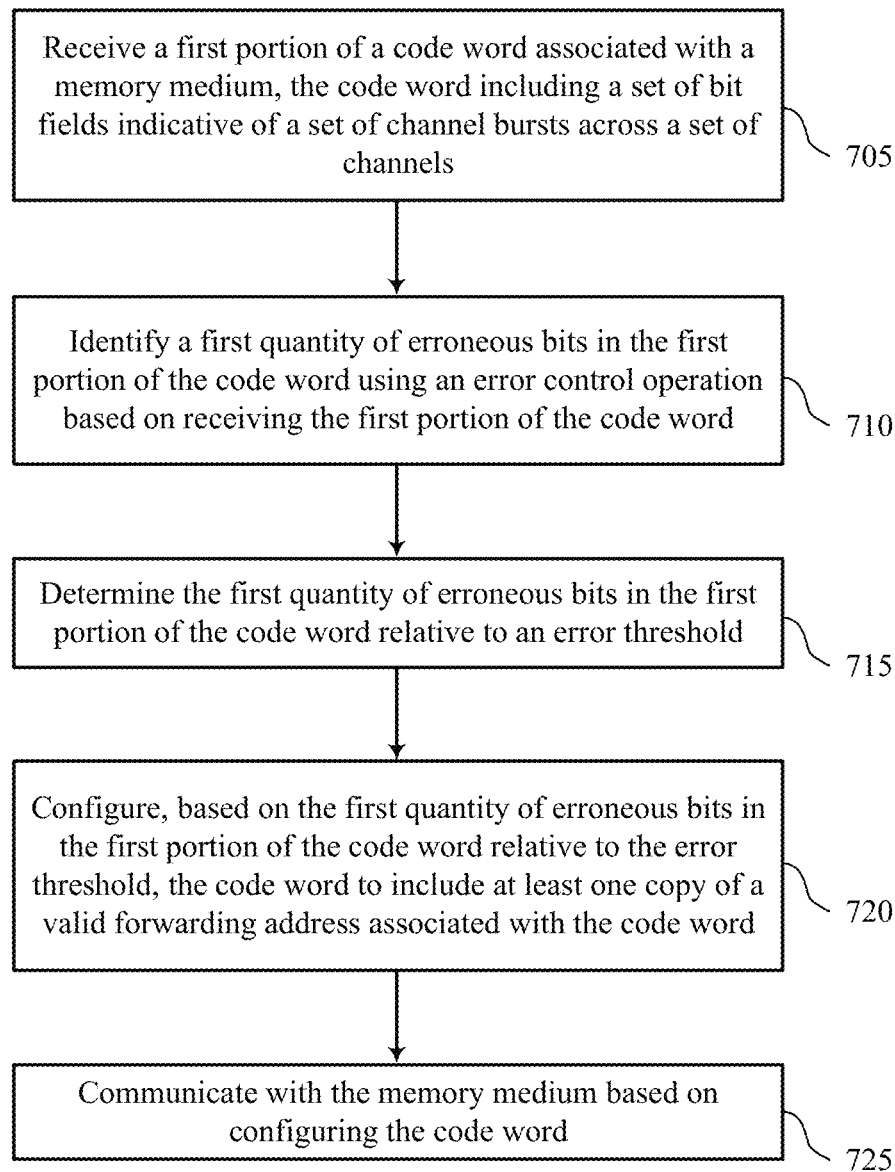 Receive a first portion of a code word associated with a
memory medium, the code word including a set of bit
fields indicative of a set of channel bursts across a set of
channels
705
Identify a first quantity of erroneous bits in the first
portion of the code word using an error control operation
based on receiving the first portion of the code word
710
Determine the first quantity of erroneous bits in the first
portion of the code word relative to an error threshold
715
Configure, based on the first quantity of erroneous bits in
the first portion of the code word relative to the error
threshold, the code word to include at least one copy of a
valid forwarding address associated with the code word
720
Communicate with the memory medium based on
configuring the code word
725